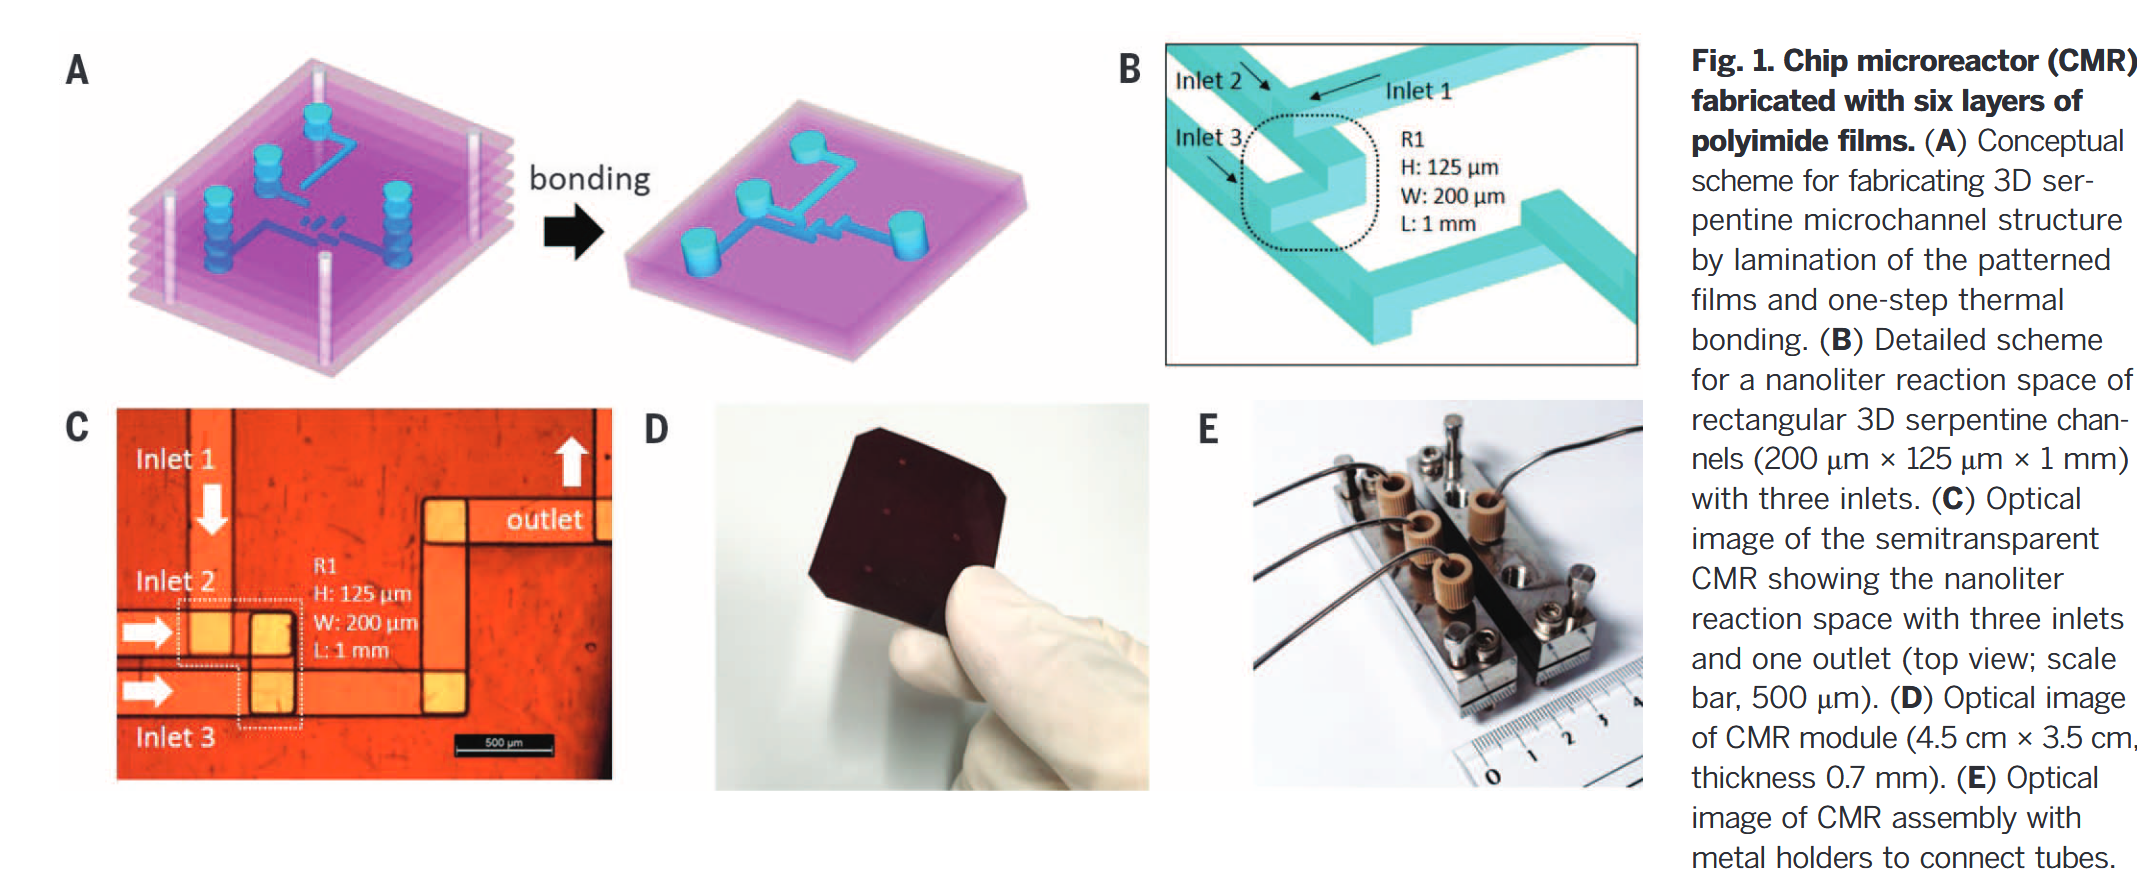 A
bonding
B
Inlet 2
Inlet 1
Inlet 3
R1
H: 125 µm
W: 200 µm
L: 1 mm
C
Inlet 1
Inlet 2
Inlet 3
R1
H: 125 µm
W: 200 µm
L: 1 mm
outlet
500 µm
D
E
0 1 2 3 4
Fig. 1. Chip microreactor (CMR)
fabricated with six layers of
polyimide films. (A) Conceptual
scheme for fabricating 3D ser-
pentine microchannel structure
by lamination of the patterned
films and one-step thermal
bonding. (B) Detailed scheme
for a nanoliter reaction space of
rectangular 3D serpentine chan-
nels (200 µm × 125 µm × 1 mm)
with three inlets. (C) Optical
image of the semitransparent
CMR showing the nanoliter
reaction space with three inlets
and one outlet (top view; scale
bar, 500 µm). (D) Optical image
of CMR module (4.5 cm × 3.5 cm,
thickness 0.7 mm). (E) Optical
image of CMR assembly with
metal holders to connect tubes.